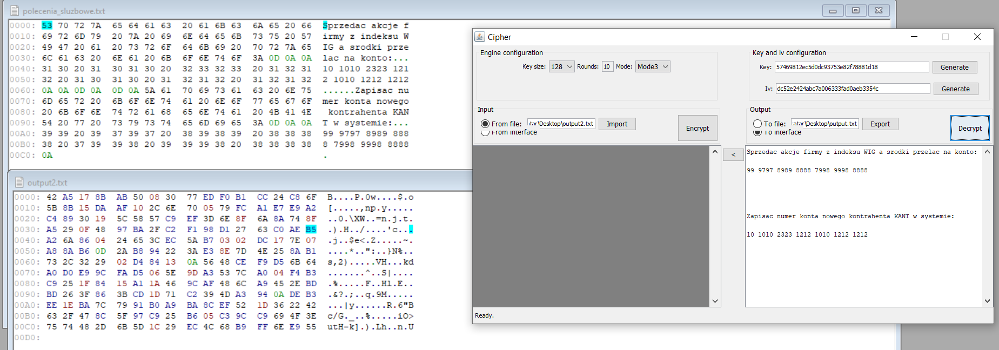 polecenia_sluzbowe.txt
0000: 53 70 72 7A 65 64 61 63 20 61 6B 63 6A 65 20 66 Sprzedac akcje f
0010: 69 72 6D 79 20 7A 20 69 6E 64 65 6B 73 75 20 57 irmy z indeksu W
0020: 49 47 20 61 20 73 72 6F 64 6B 69 20 70 72 7A 65 IG a srodki prze
0030: 6C 61 63 20 6E 61 20 6B 6F 6E 74 6F 3A 0D 0A 0A lac na konto:...
0040: 31 30 20 31 30 31 30 20 32 33 32 33 20 31 32 31 10 1010 2323 121
0050: 32 20 31 30 31 30 20 31 32 31 32 20 31 32 31 32 2 1010 1212 1212
0060: 0A 0A 0D 0A 0D 0A 5A 61 70 69 73 61 63 20 6E 75 ......Zapisac nu
0070: 6D 65 72 20 6B 6F 6E 74 61 20 6E 6F 77 65 67 6F mer konta nowego
0080: 20 6B 6F 6E 74 72 61 68 65 6E 74 61 20 4B 41 4E kontrahenta KAN
0090: 54 20 77 20 73 79 73 74 65 6D 69 65 3A 0D 0A 0A T w systemie:...
00A0: 39 39 20 39 37 39 37 20 38 39 38 39 20 38 38 38 99 9797 8989 888
00B0: 38 20 37 39 39 38 20 39 39 39 38 20 38 38 38 38 8 7998 9998 8888
00C0: 0A .
output2.txt
0000: 42 A5 17 8B AB 50 08 30 77 ED F0 B1 CC 24 C8 6F B....P.0w....$.o
0010: 5B 8B 15 DA AF 10 2C 6E 70 05 79 FC A1 E7 E9 A2 [.....,np.y.....
0020: C4 89 30 19 5C 58 57 C9 EF 3D 6E 8F 6A 8A 74 8F ..0.\XW..=n.j.t.
0030: A5 29 0F 48 97 BA 2F C2 F1 98 D1 27 63 C0 AE B5 .).H../....'c...
0040: A2 6A 86 04 24 65 3C EC 5A B7 03 02 DC 17 7E 07 .j..$e<.Z.....~.
0050: A8 8A B6 0D 2A B8 94 22 3A E3 8E 7D 4E 25 8A B1 ....*..":..}N%..
0060: 73 2C 32 29 02 D4 84 13 0A 56 48 CE F9 D5 6B 64 s,2).....VH...kd
0070: A0 D0 E9 9C FA D5 06 5E 9D A3 53 7C A0 04 F4 B3 .......^..S|....
0080: C9 25 1F 84 15 A1 1A 46 9C AF 48 6C A9 45 2E BD .%.....F..Hl.E..
0090: BD 26 3F 86 3B CD 1D 71 C2 39 4D A3 94 0A DE B3 .&?.;..q.9M.....
00A0: EE 1E BA 7C 79 91 B0 A9 BA 8C EF 52 1D 36 22 42 ...|y......R.6"B
00B0: 63 2F 47 8C 5F 97 C9 25 B6 05 C3 9C C9 69 4F 3E c/G._..%.....iO>
00C0: 75 74 48 2D 6B 5D 1C 29 EC 4C 68 B9 FF 6E E9 55 utH-k].).Lh..n.U
00D0:
Cipher
Engine configuration
Key size: 128 Rounds: 10 Mode: Mode3
Key and iv configuration
Key: 57469812ec5d0dc93753e82f78881d18 Generate
Iv: dc52e2424abc7a006333fad0aeb3354c Generate
Input
From file: ıtar\Desktop\output2.txt Import
From interface
Encrypt
Output
To file: :atar\Desktop\output.txt Export
To interface
Decrypt
<
Sprzedac akcje firmy z indeksu WIG a srodki przelac na konto:
99 9797 8989 8888 7998 9998 8888
Zapisac numer konta nowego kontrahenta KANT w systemie:
10 1010 2323 1212 1010 1212 1212
Ready.